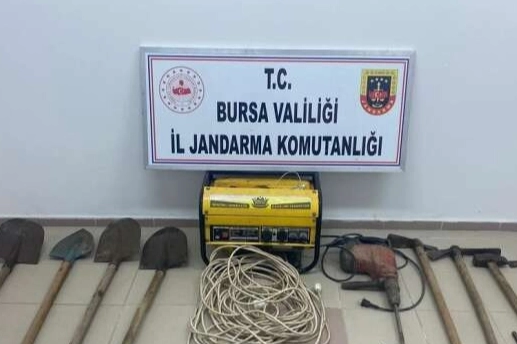 T.C.
BURSA VALİLİĞİ
İL JANDARMA KOMUTANLIĞI